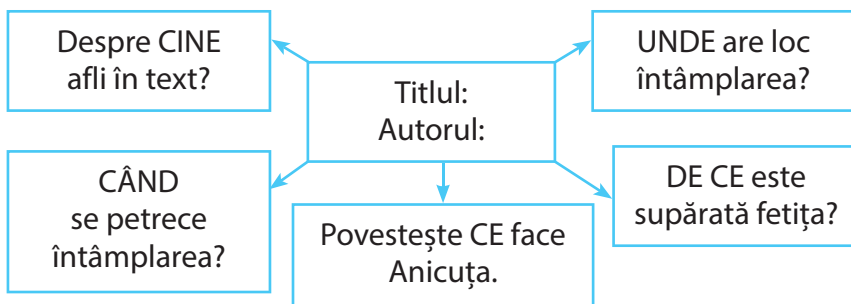 Despre CINE
afli în text?
UNDE are loc
întâmplarea?
Titlul:
Autorul:
CÂND
se petrece
întâmplarea?
Povestește CE face
Anicuța.
DE CE este
supărată fetița?